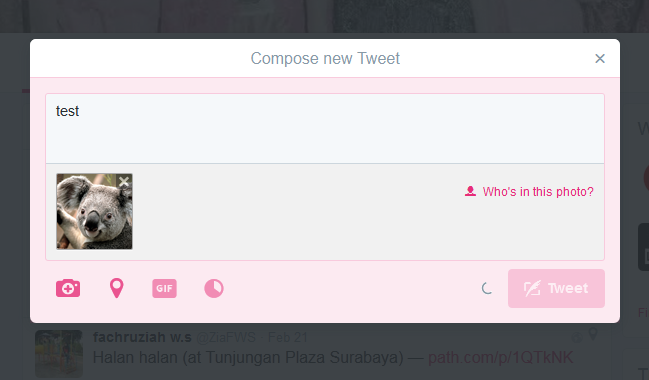 Compose new Tweet
test
Who's in this photo?
GIF
Tweet
fachruziah w.s @ZiaFWS · Feb 21
Halan halan (at Tunjungan Plaza Surabaya) — path.com/p/1QTkNK